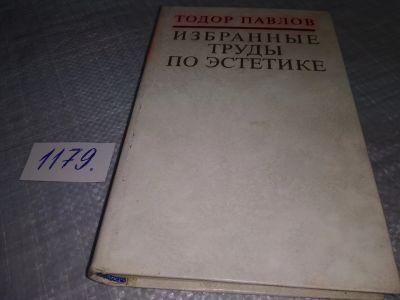 ТОДОР ПАВЛОВ
ИЗБРАННЫЕ
ТРУДЫ
ПО ЭСТЕТИКЕ
1179.